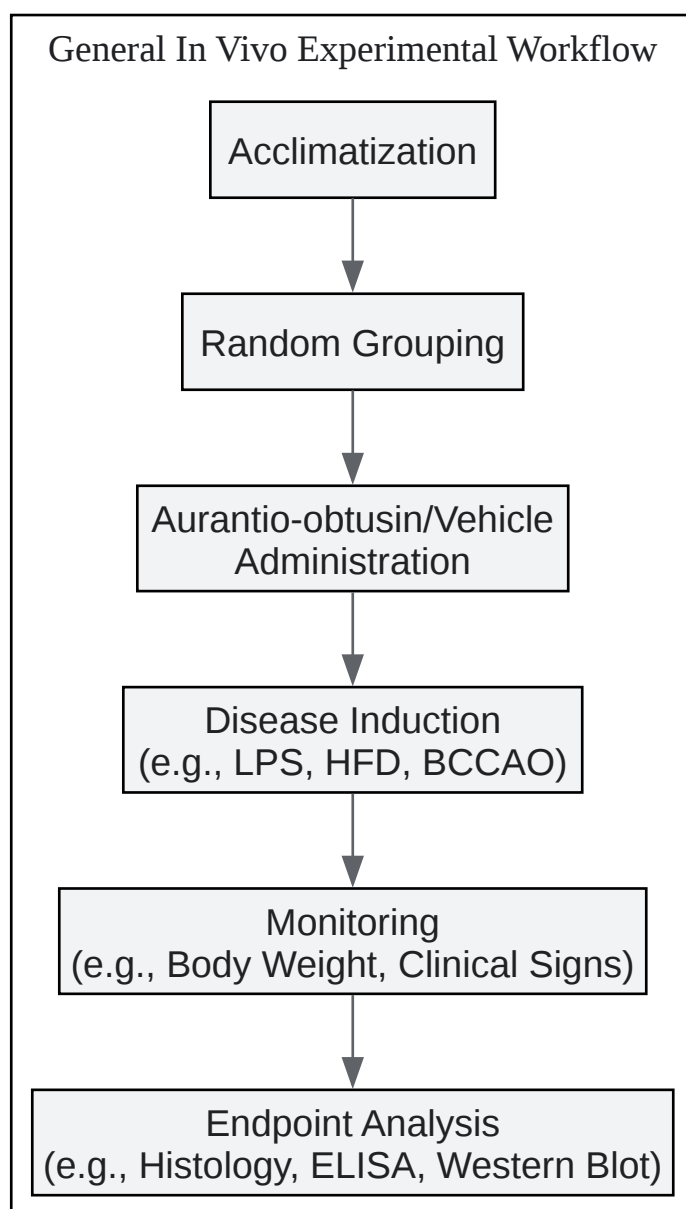 General In Vivo Experimental Workflow
Acclimatization
Random Grouping
Aurantio-obtusin/Vehicle
Administration
Disease Induction
(e.g., LPS, HFD, BCCAO)
Monitoring
(e.g., Body Weight, Clinical Signs)
Endpoint Analysis
(e.g., Histology, ELISA, Western Blot)